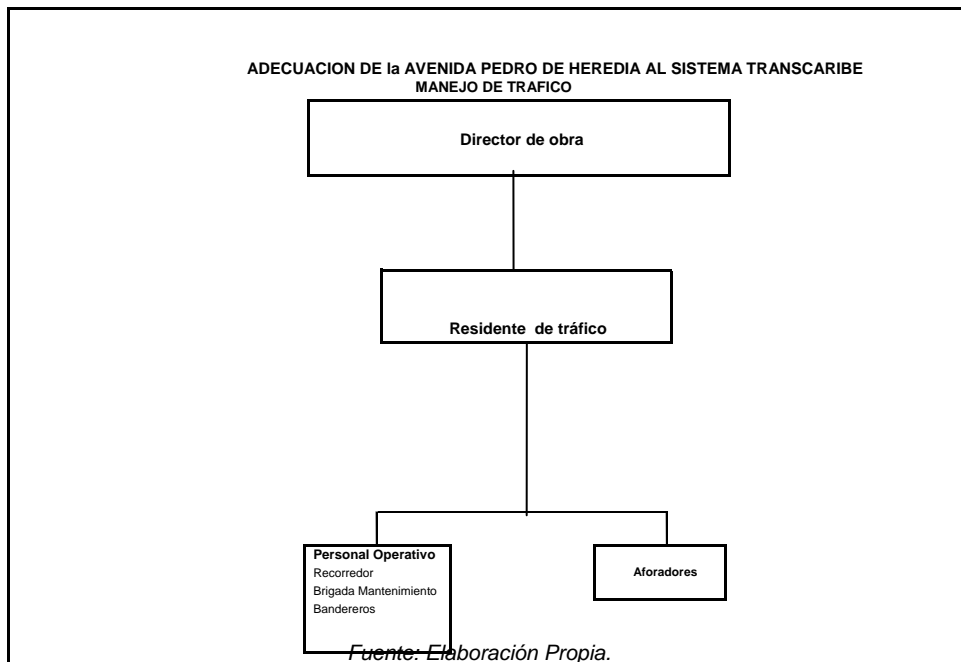 ADECUACION DE la AVENIDA PEDRO DE HEREDIA AL SISTEMA TRANSCARIBE
MANEJO DE TRAFICO
Director de obra
Residente de tráfico
Personal Operativo
Recorredor
Brigada Mantenimiento
Bandereros
Aforadores
Fuente: Elaboración Propia.